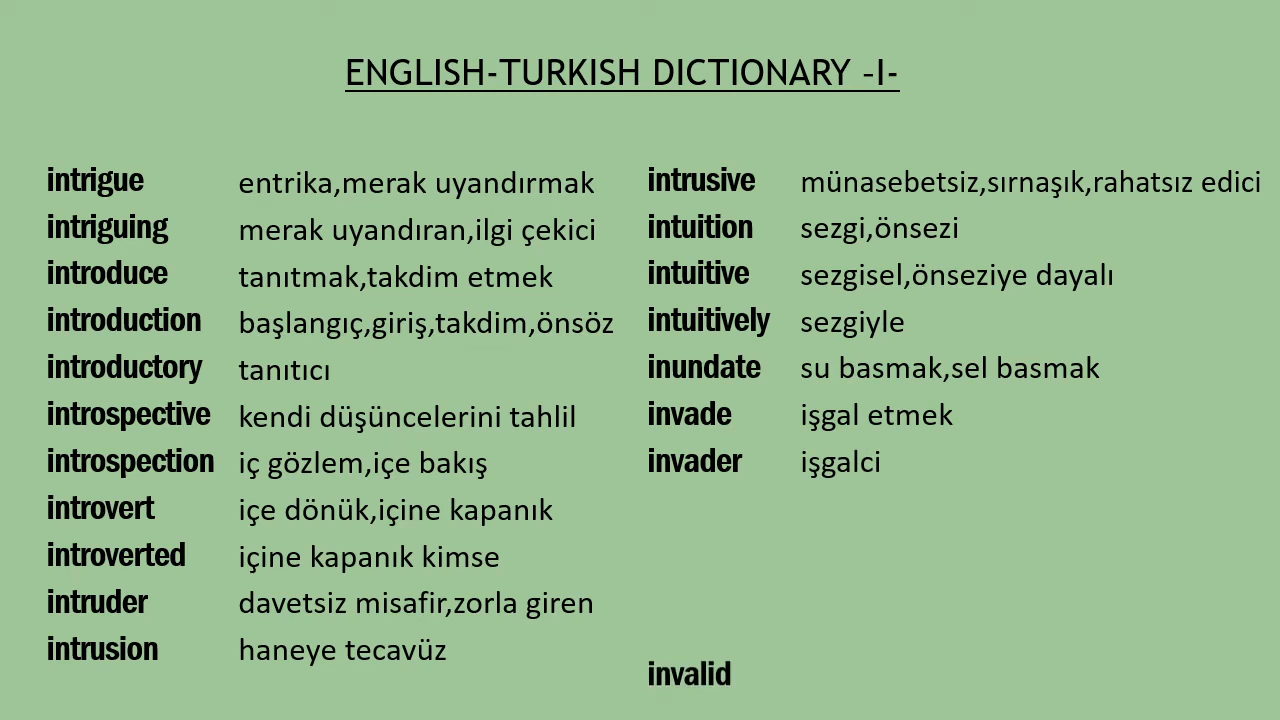 ENGLISH-TURKISH DICTIONARY –I-
intrigue entrika,merak uyandırmak
intriguing merak uyandıran,ilgi çekici
introduce tanıtmak,takdim etmek
introduction başlangıç,giriş,takdim,önsöz
introductory tanıtıcı
introspective kendi düşüncelerini tahlil
introspection iç gözlem,içe bakış
introvert içe dönük,içine kapanık
introverted içine kapanık kimse
intruder davetsiz misafir,zorla giren
intrusion haneye tecavüz
intrusive münasebetsiz,sırnaşık,rahatsız edici
intuition sezgi,önsezi
intuitive sezgisel,önseziye dayalı
intuitively sezgiyle
inundate su basmak,sel basmak
invade işgal etmek
invader işgalci
invalid